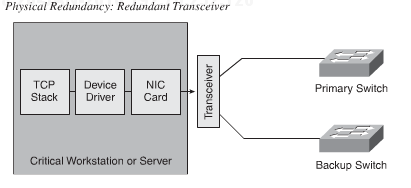 Physical Redundancy: Redundant Transceiver
TCP
Stack
Device
Driver
NIC
Card
Transceiver
Primary Switch
Critical Workstation or Server
Backup Switch